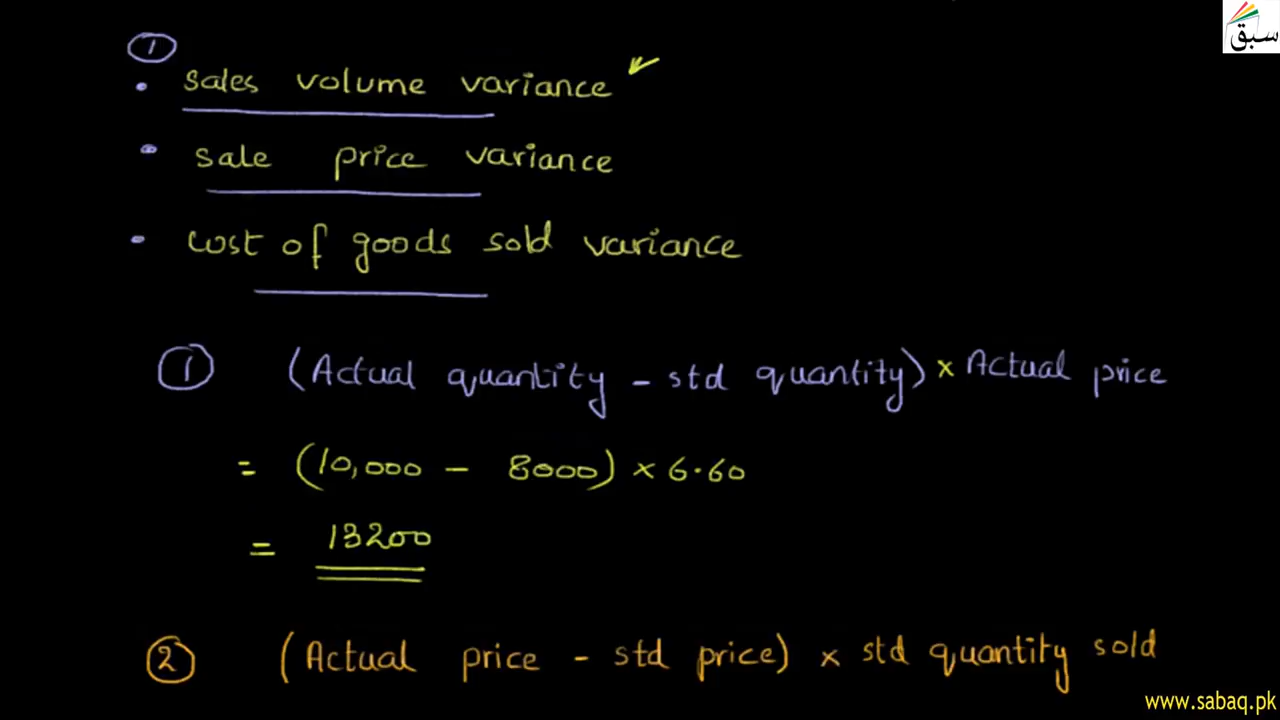 سبق
①
• sales volume variance
• sale price variance
• cost of goods sold variance
① (Actual quantity - std quantity) × Actual price
= (10,000 - 8000) × 6.60
= 13200
② (Actual price - std price) × std quantity sold
www.sabaq.pk